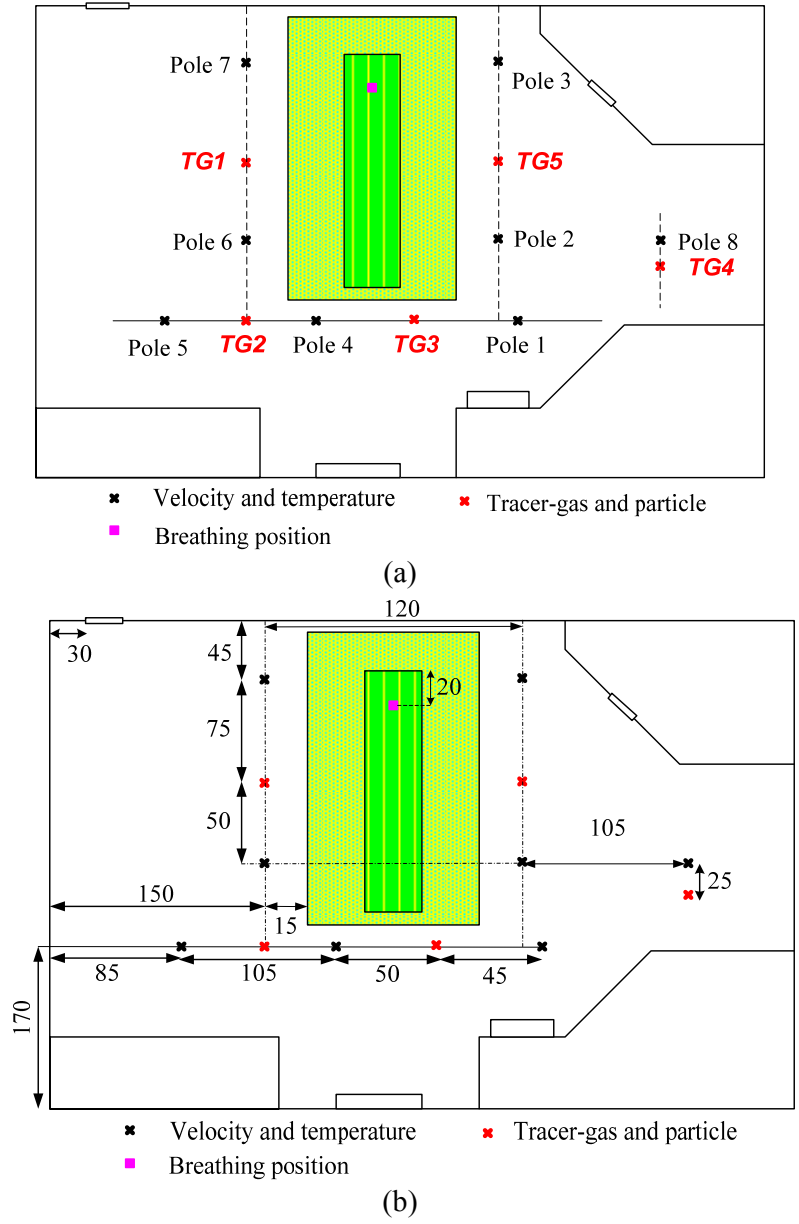 Pole 7
Pole 3
TG1
TG5
Pole 6
Pole 2
Pole 8
TG4
Pole 5
TG2
Pole 4
TG3
Pole 1
Velocity and temperature
Tracer-gas and particle
Breathing position
(a)
120
30
45
20
75
50
105
25
150
15
85
105
50
45
170
Velocity and temperature
Tracer-gas and particle
Breathing position
(b)